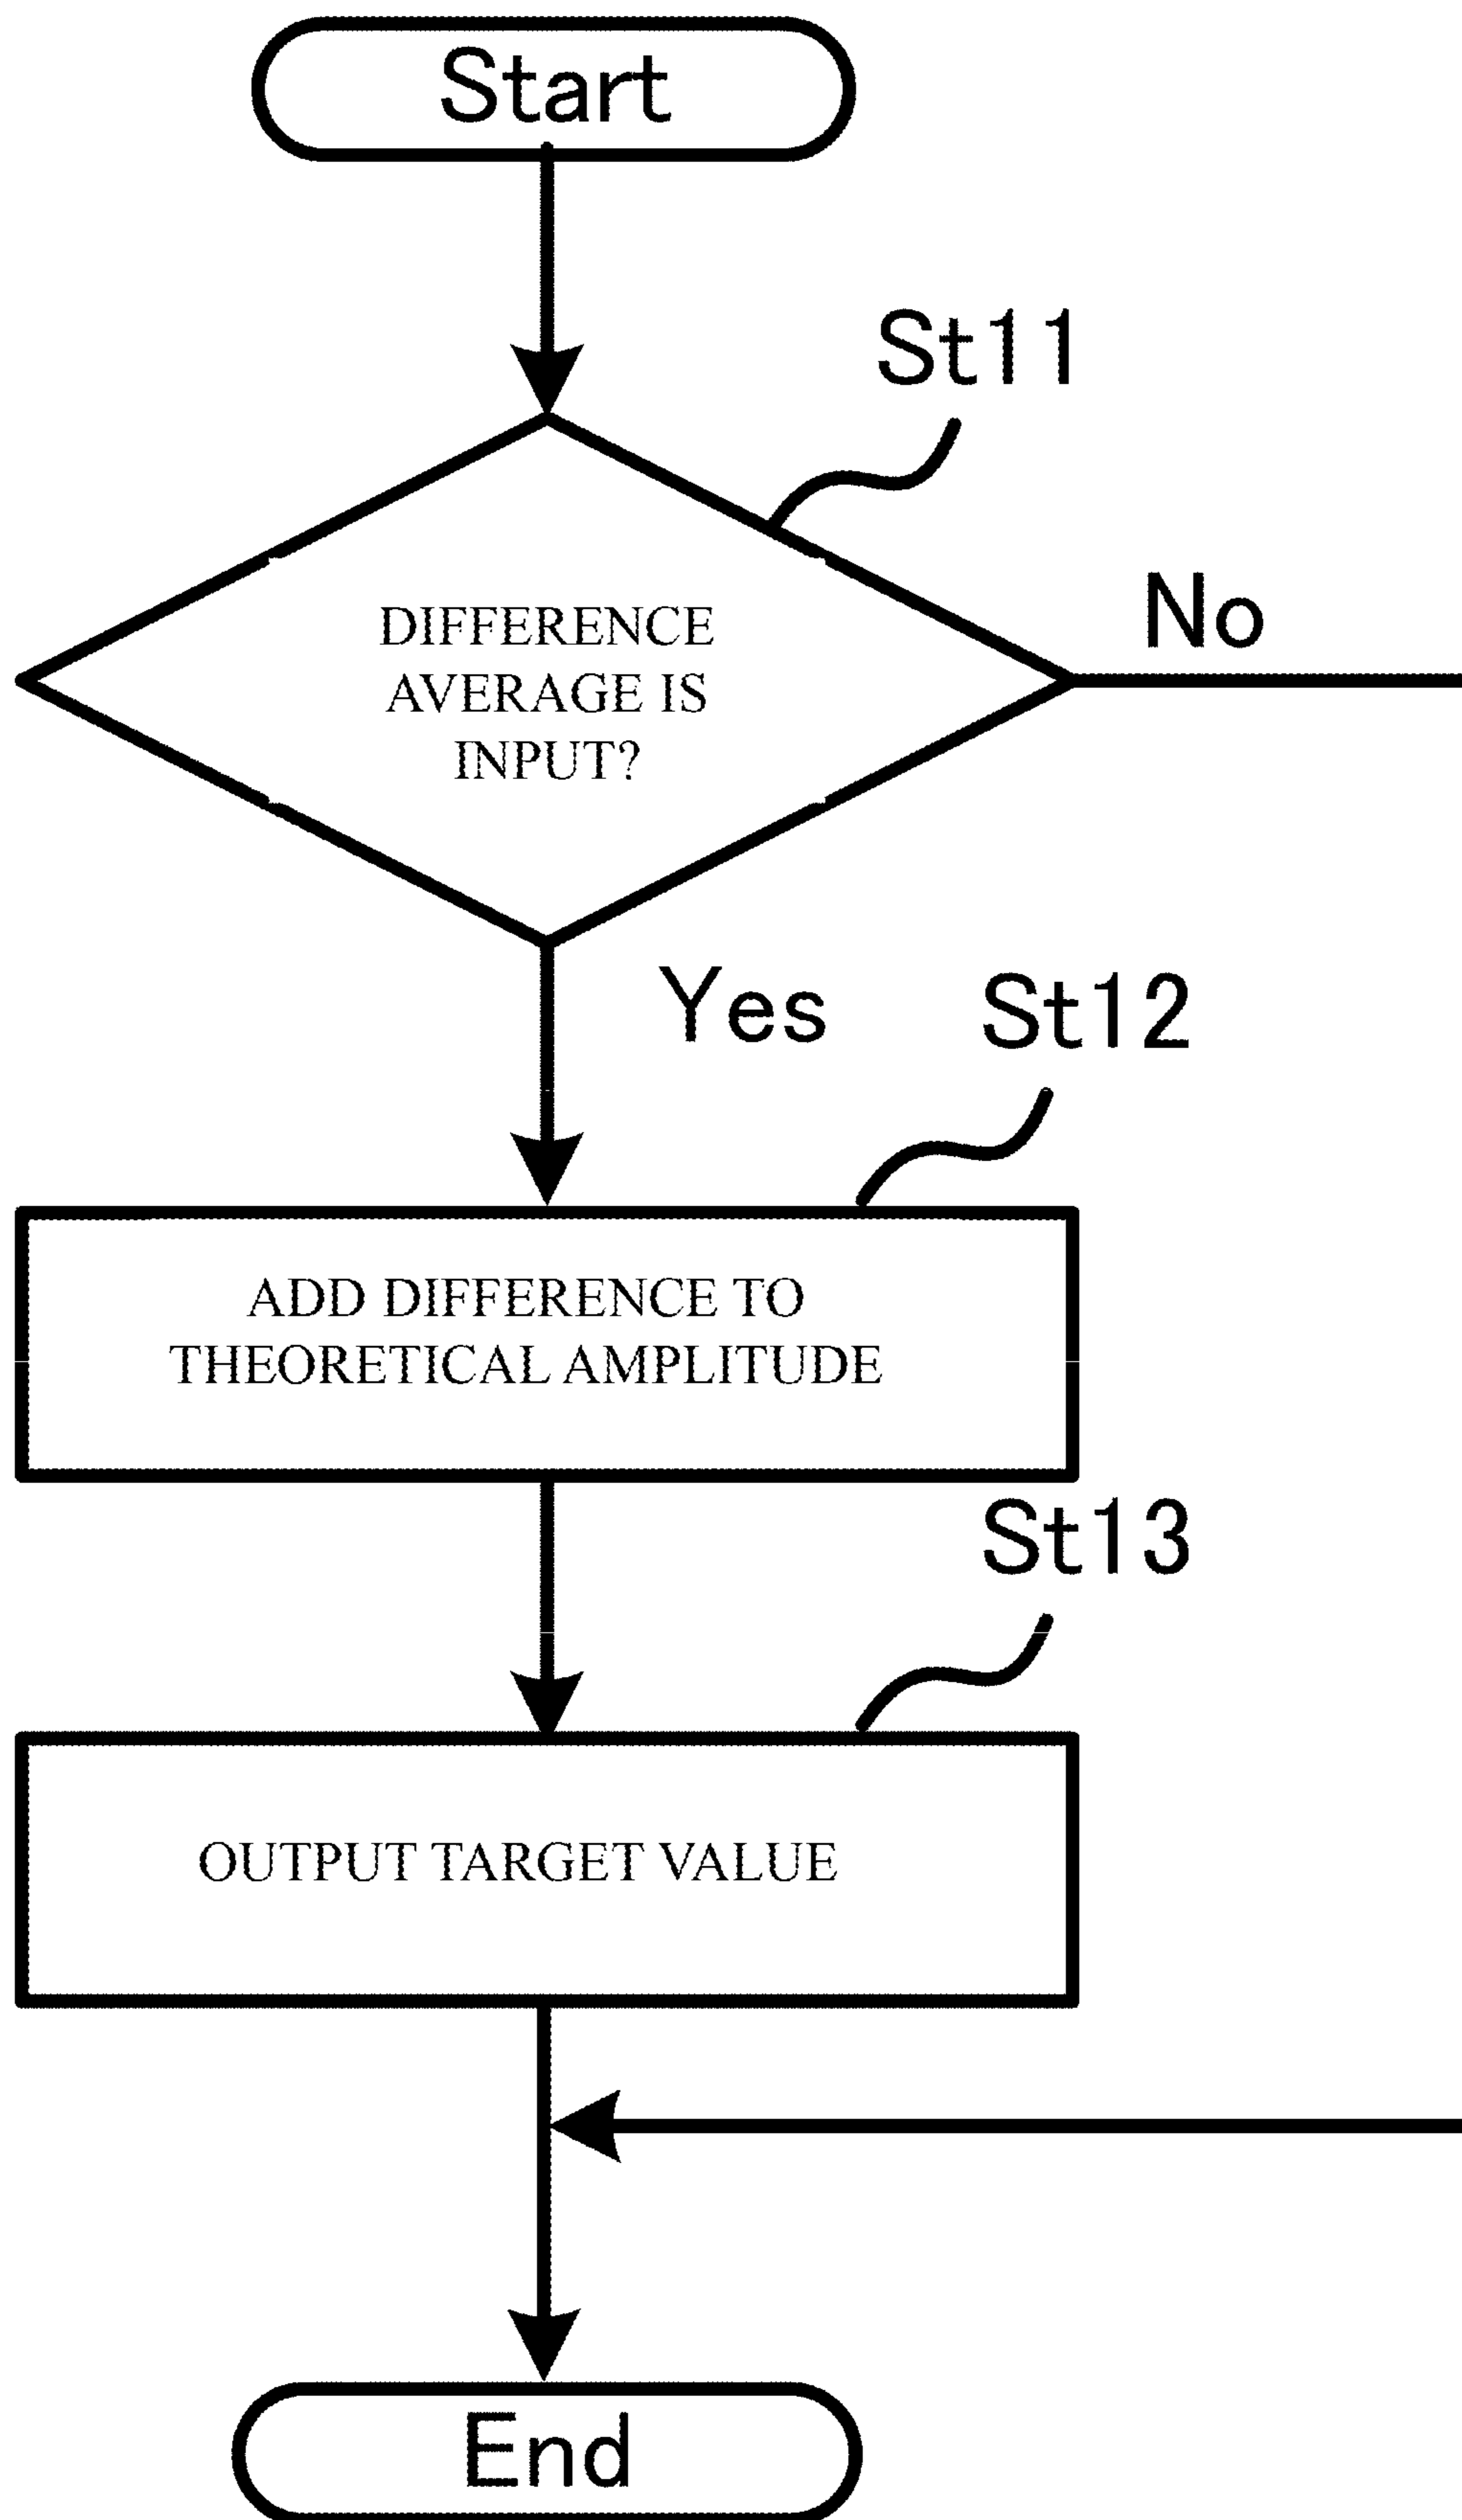 Start
St11
DIFFERENCE
AVERAGE IS
INPUT?
No
Yes
St12
ADD DIFFERENCE TO
THEORETICAL AMPLITUDE
St13
OUTPUT TARGET VALUE
End